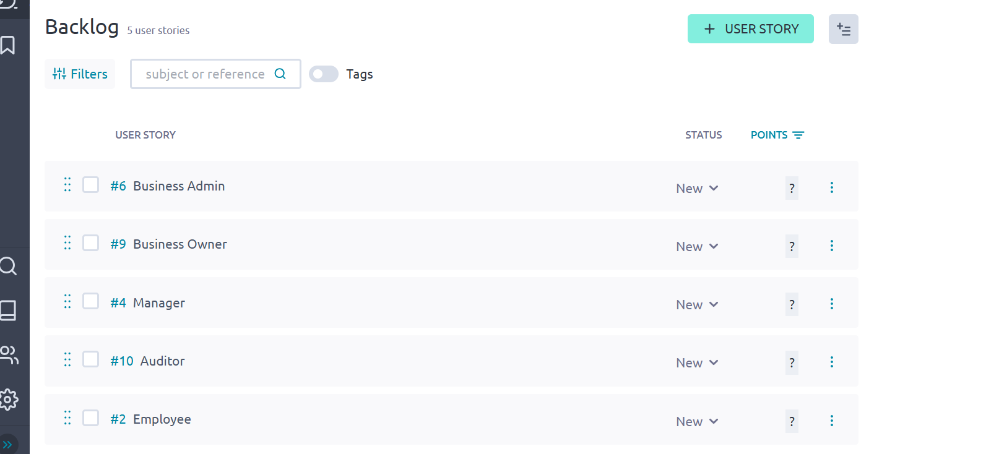 Backlog 5 user stories
+ USER STORY
Filters
subject or reference
Tags
USER STORY STATUS POINTS
#6 Business Admin New ?
#9 Business Owner New ?
#4 Manager New ?
#10 Auditor New ?
#2 Employee New ?